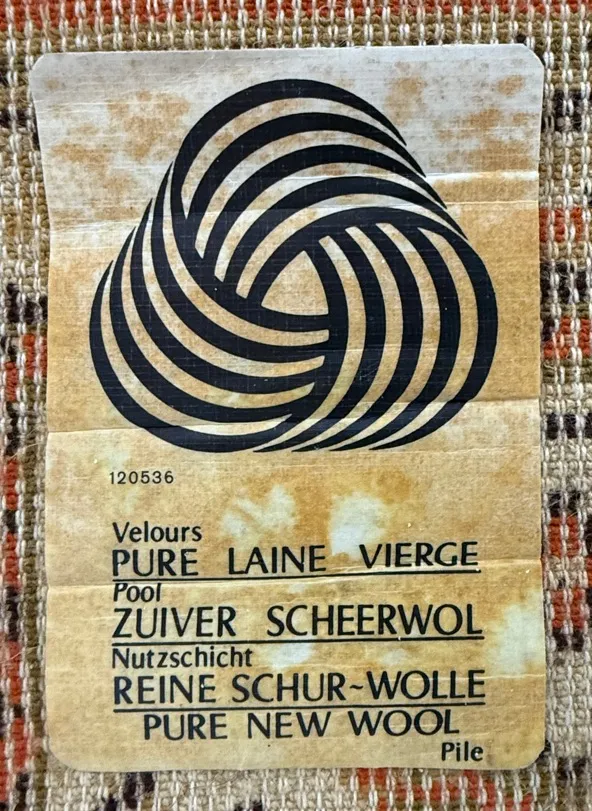 120536
Velours
PURE LAINE VIERGE
Pool
ZUIVER SCHEERWOL
Nutzschicht
REINE SCHUR~WOLLE
PURE NEW WOOL
Pile